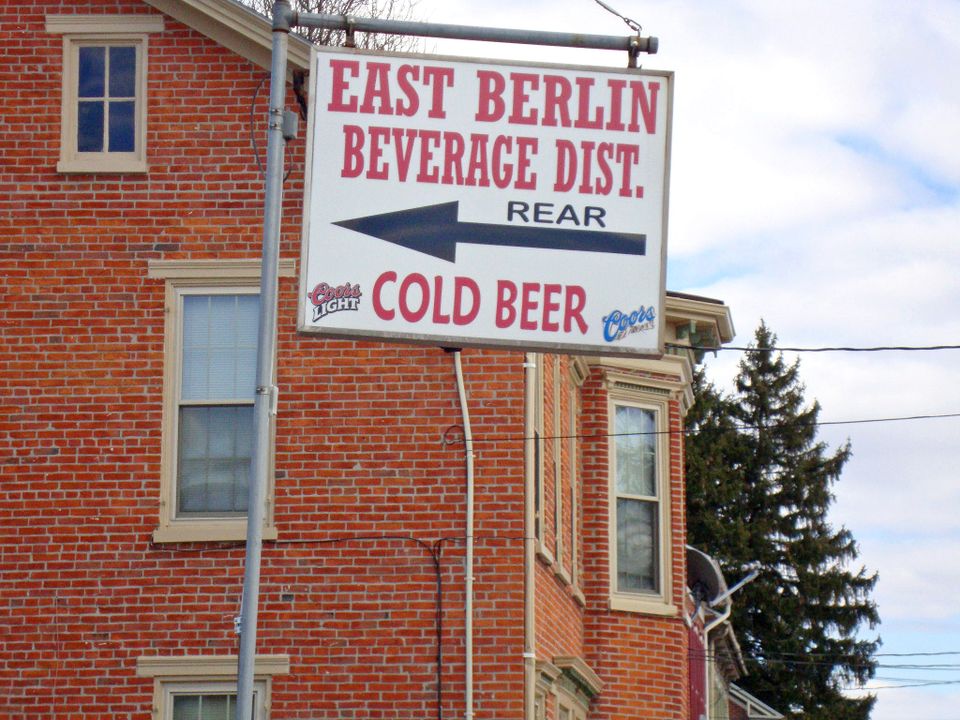 EAST BERLIN
BEVERAGE DIST.
REAR
COLD BEER
Coors
LIGHT
Coors